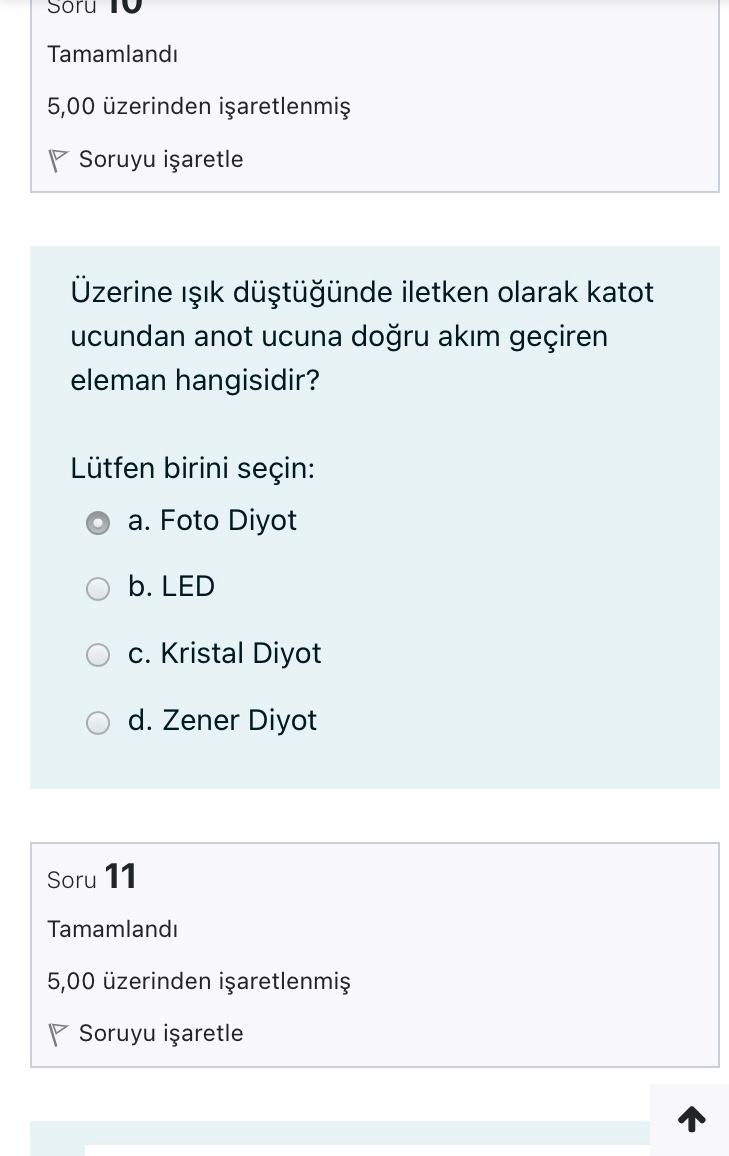 Soru 10
Tamamlandı
5,00 üzerinden işaretlenmiş
Soruyu işaretle
Üzerine ışık düştüğünde iletken olarak katot
ucundan anot ucuna doğru akım geçiren
eleman hangisidir?
Lütfen birini seçin:
a. Foto Diyot
b. LED
c. Kristal Diyot
d. Zener Diyot
Soru 11
Tamamlandı
5,00 üzerinden işaretlenmiş
Soruyu işaretle